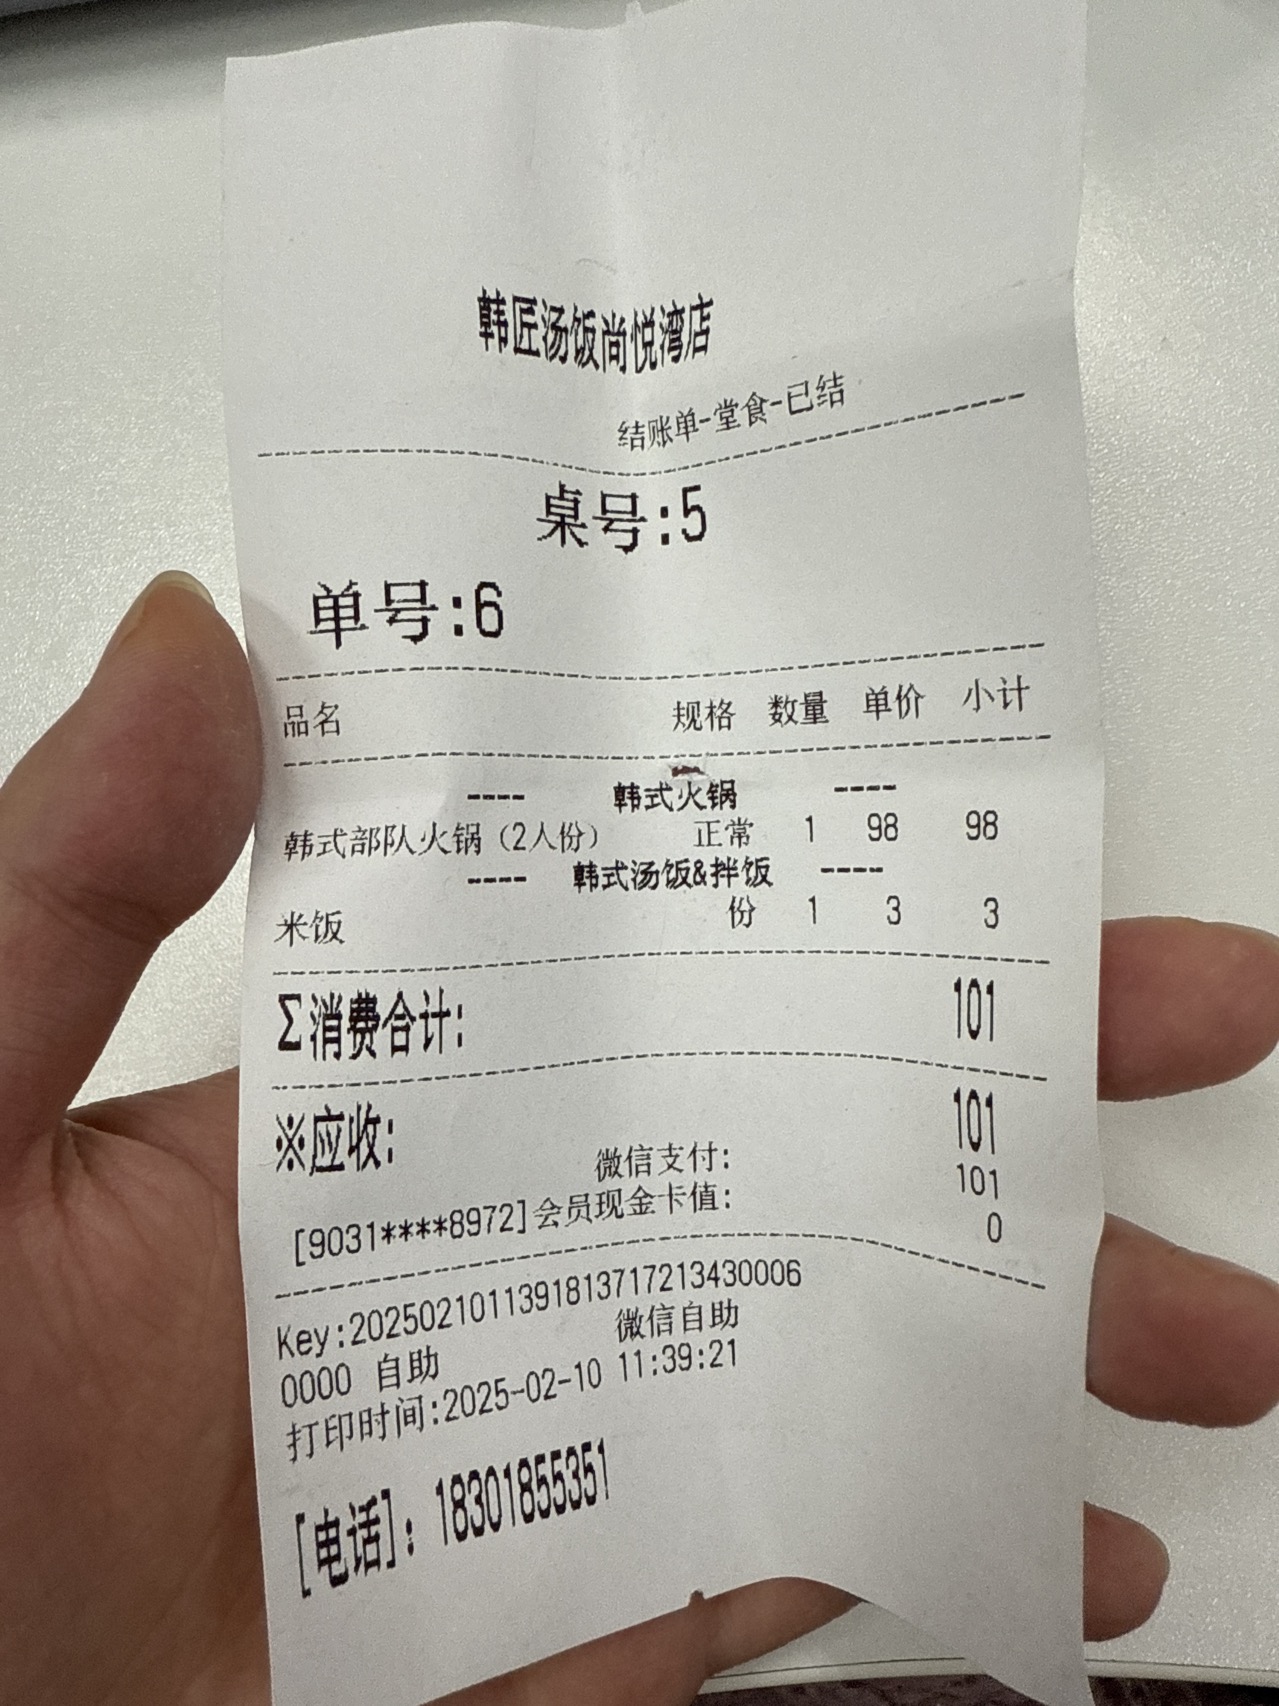 韩匠汤饭尚悦湾店
结账单-堂食-已结
桌号:5
单号:6
品名 规格 数量 单价 小计
---- 韩式火锅 ----
韩式部队火锅（2人份） 正常 1 98 98
---- 韩式汤饭&拌饭 ----
米饭 份 1 3 3
Σ消费合计: 101
※应收: 101
微信支付: 101
[9031****8972]会员现金卡值: 0
Key:2025021011391813717213430006
0000 自助 微信自助
打印时间:2025-02-10 11:39:21
[电话]: 18301855351